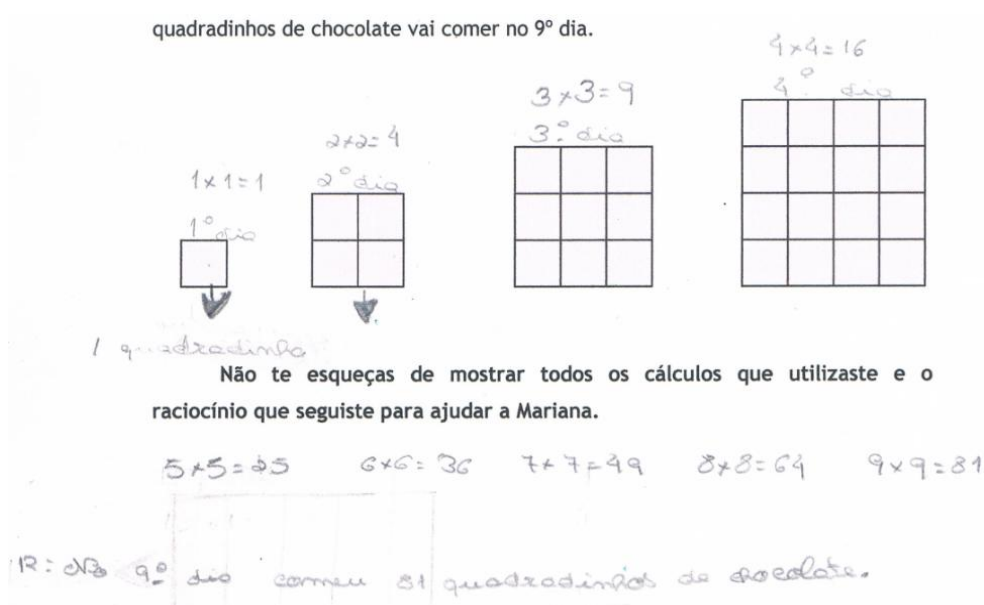 quadradinhos de chocolate vai comer no 9º dia.
4×4=16
4.º dia
3×3=9
3.º dia
2×2=4
2º dia
1×1=1
1º dia
1 quadradinho
Não te esqueças de mostrar todos os cálculos que utilizaste e o
raciocínio que seguiste para ajudar a Mariana.
5×5=25 6×6=36 7×7=49 8×8=64 9×9=81
R: No 9º dia comeu 81 quadradinhos de chocolate.